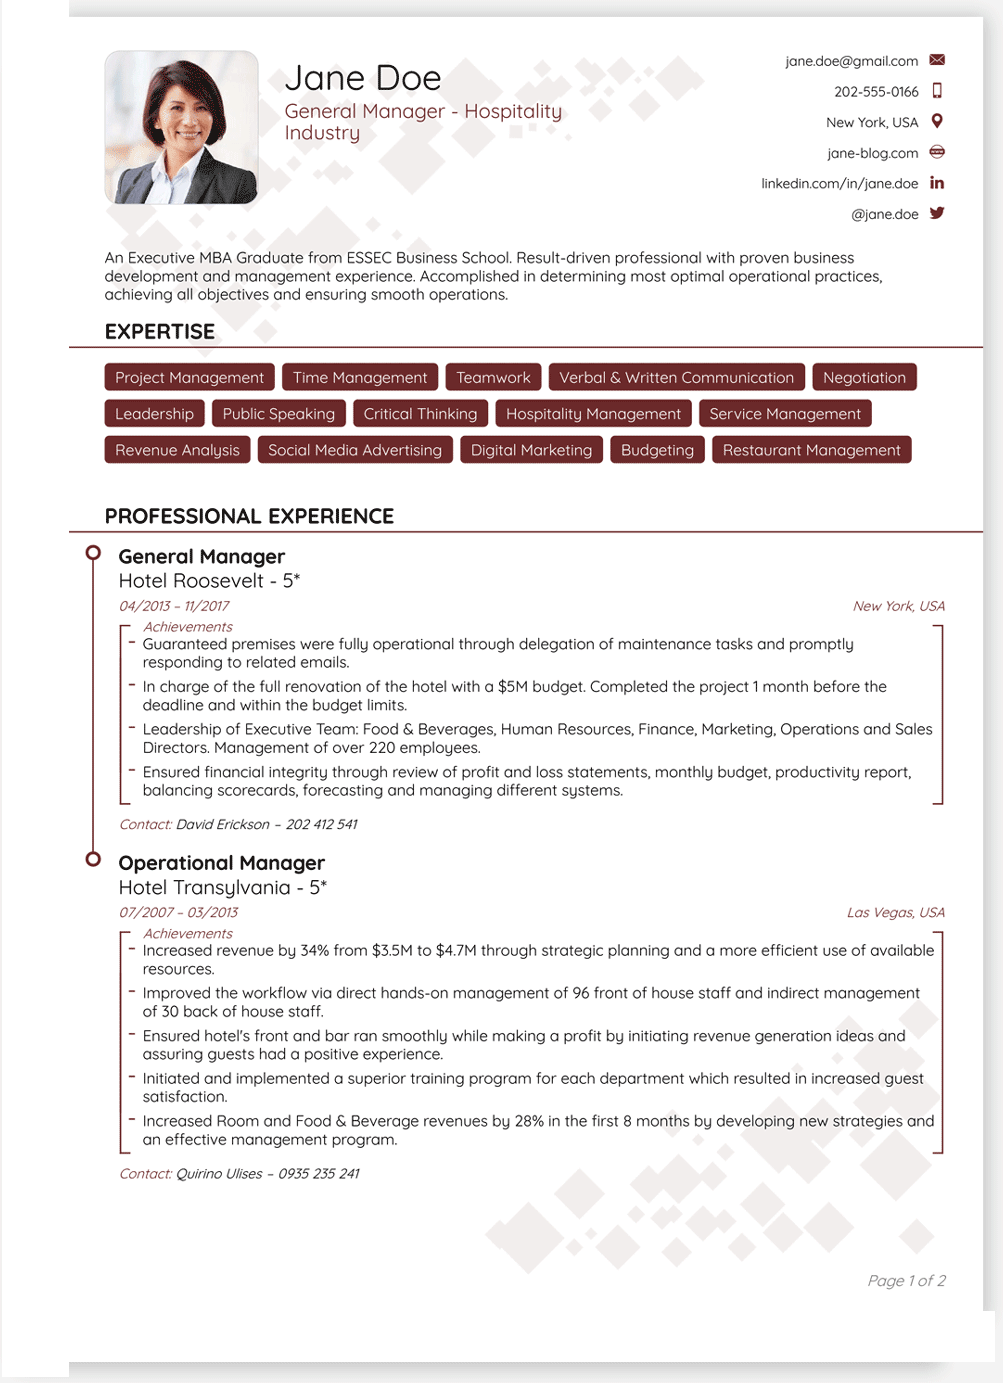 Jane Doe
General Manager - Hospitality
Industry
jane.doe@gmail.com
202-555-0166
New York, USA
jane-blog.com
linkedin.com/in/jane.doe
@jane.doe
An Executive MBA Graduate from ESSEC Business School. Result-driven professional with proven business
development and management experience. Accomplished in determining most optimal operational practices,
achieving all objectives and ensuring smooth operations.
EXPERTISE
Project Management Time Management Teamwork Verbal & Written Communication Negotiation
Leadership Public Speaking Critical Thinking Hospitality Management Service Management
Revenue Analysis Social Media Advertising Digital Marketing Budgeting Restaurant Management
PROFESSIONAL EXPERIENCE
General Manager
Hotel Roosevelt - 5*
04/2013 – 11/2017 New York, USA
Achievements
- Guaranteed premises were fully operational through delegation of maintenance tasks and promptly
responding to related emails.
- In charge of the full renovation of the hotel with a $5M budget. Completed the project 1 month before the
deadline and within the budget limits.
- Leadership of Executive Team: Food & Beverages, Human Resources, Finance, Marketing, Operations and Sales
Directors. Management of over 220 employees.
- Ensured financial integrity through review of profit and loss statements, monthly budget, productivity report,
balancing scorecards, forecasting and managing different systems.
Contact: David Erickson – 202 412 541
Operational Manager
Hotel Transylvania - 5*
07/2007 – 03/2013 Las Vegas, USA
Achievements
- Increased revenue by 34% from $3.5M to $4.7M through strategic planning and a more efficient use of available
resources.
- Improved the workflow via direct hands-on management of 96 front of house staff and indirect management
of 30 back of house staff.
- Ensured hotel's front and bar ran smoothly while making a profit by initiating revenue generation ideas and
assuring guests had a positive experience.
- Initiated and implemented a superior training program for each department which resulted in increased guest
satisfaction.
- Increased Room and Food & Beverage revenues by 28% in the first 8 months by developing new strategies and
an effective management program.
Contact: Quirino Ulises – 0935 235 241
Page 1 of 2